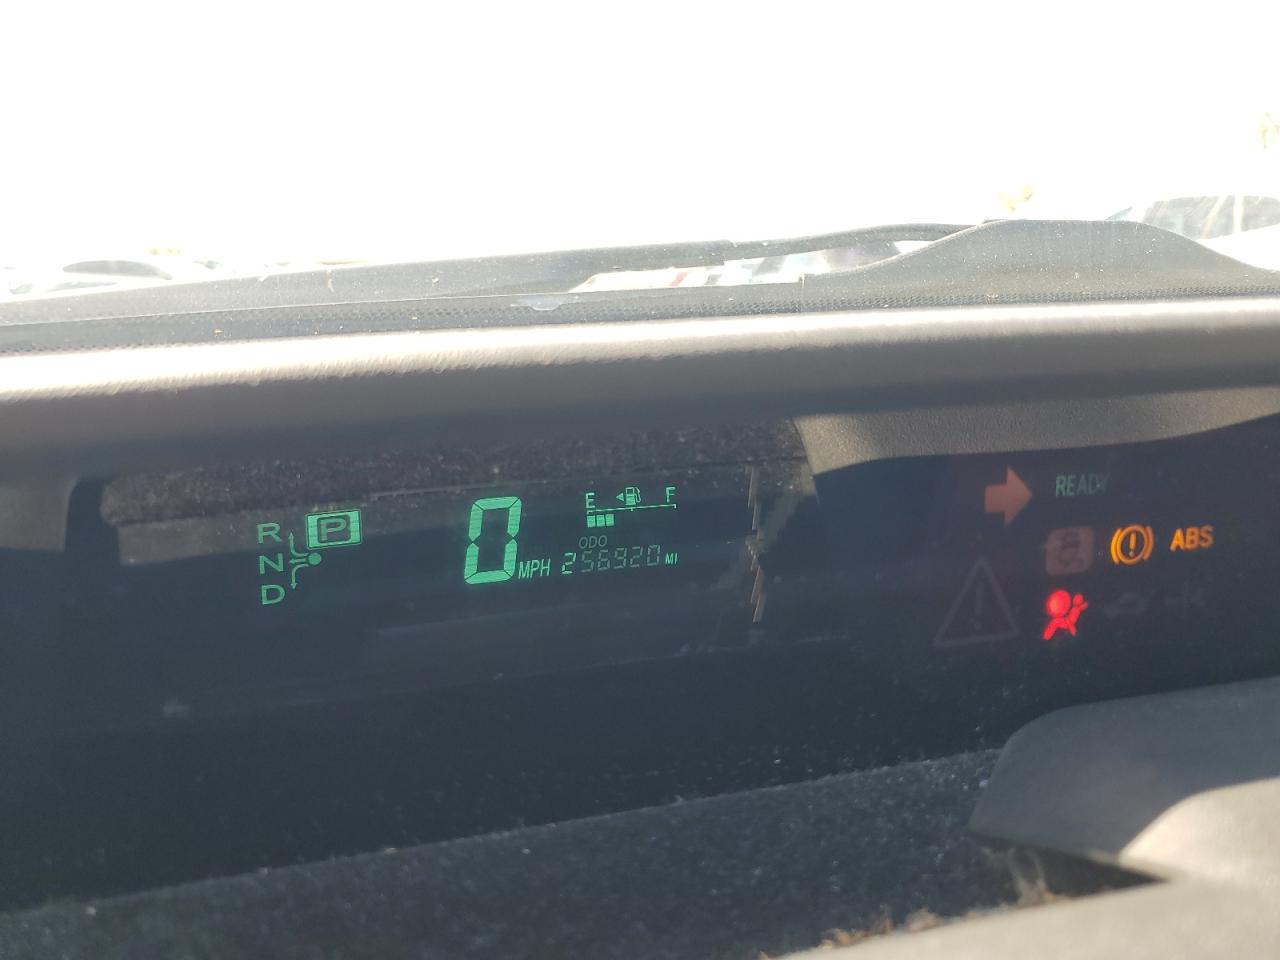 R P
N
D
0 MPH
E F
ODO
256920 MI
READY
ABS